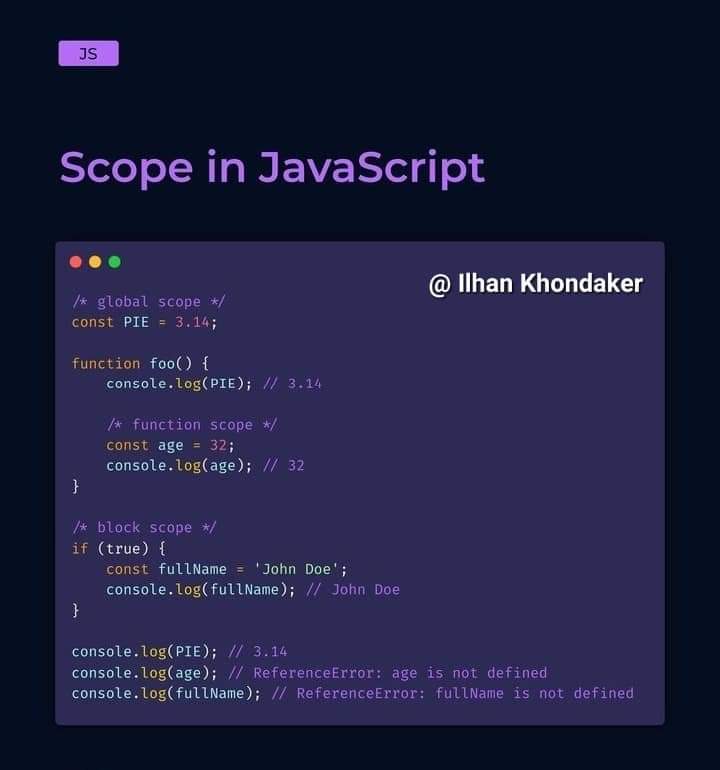 JS
Scope in JavaScript
@ Ilhan Khondaker
/* global scope */
const PIE = 3.14;
function foo() {
    console.log(PIE); // 3.14
    /* function scope */
    const age = 32;
    console.log(age); // 32
}
/* block scope */
if (true) {
    const fullName = 'John Doe';
    console.log(fullName); // John Doe
}
console.log(PIE); // 3.14
console.log(age); // ReferenceError: age is not defined
console.log(fullName); // ReferenceError: fullName is not defined